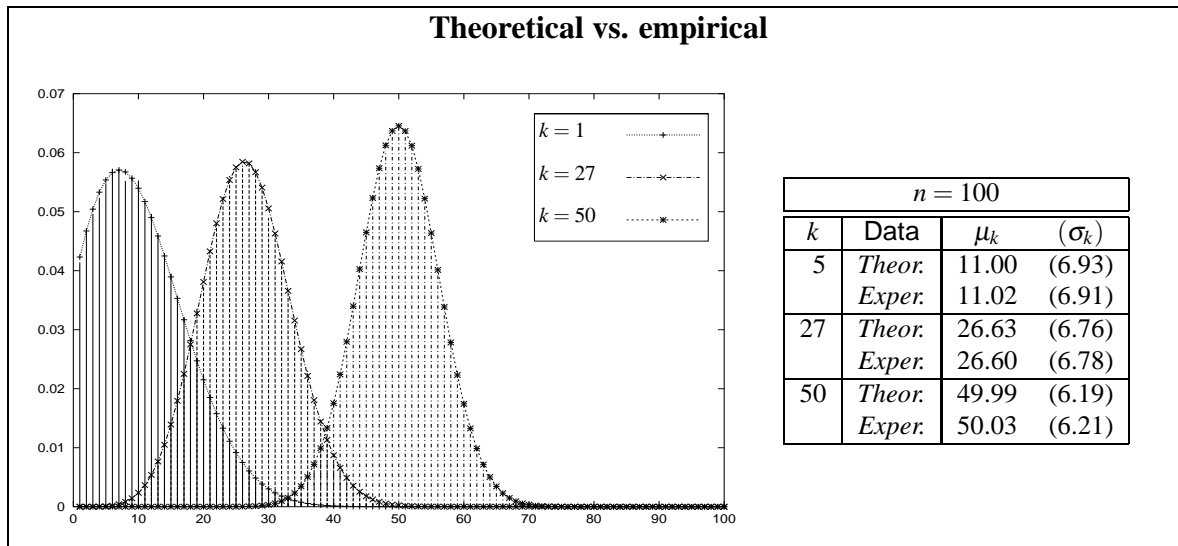 Theoretical vs. empirical
0.07
0.06
0.05
0.04
0.03
0.02
0.01
0
0 10 20 30 40 50 60 70 80 90 100
k = 1
k = 27
k = 50
n = 100
k Data μk (σk)
5 Theor. 11.00 (6.93)
Exper. 11.02 (6.91)
27 Theor. 26.63 (6.76)
Exper. 26.60 (6.78)
50 Theor. 49.99 (6.19)
Exper. 50.03 (6.21)